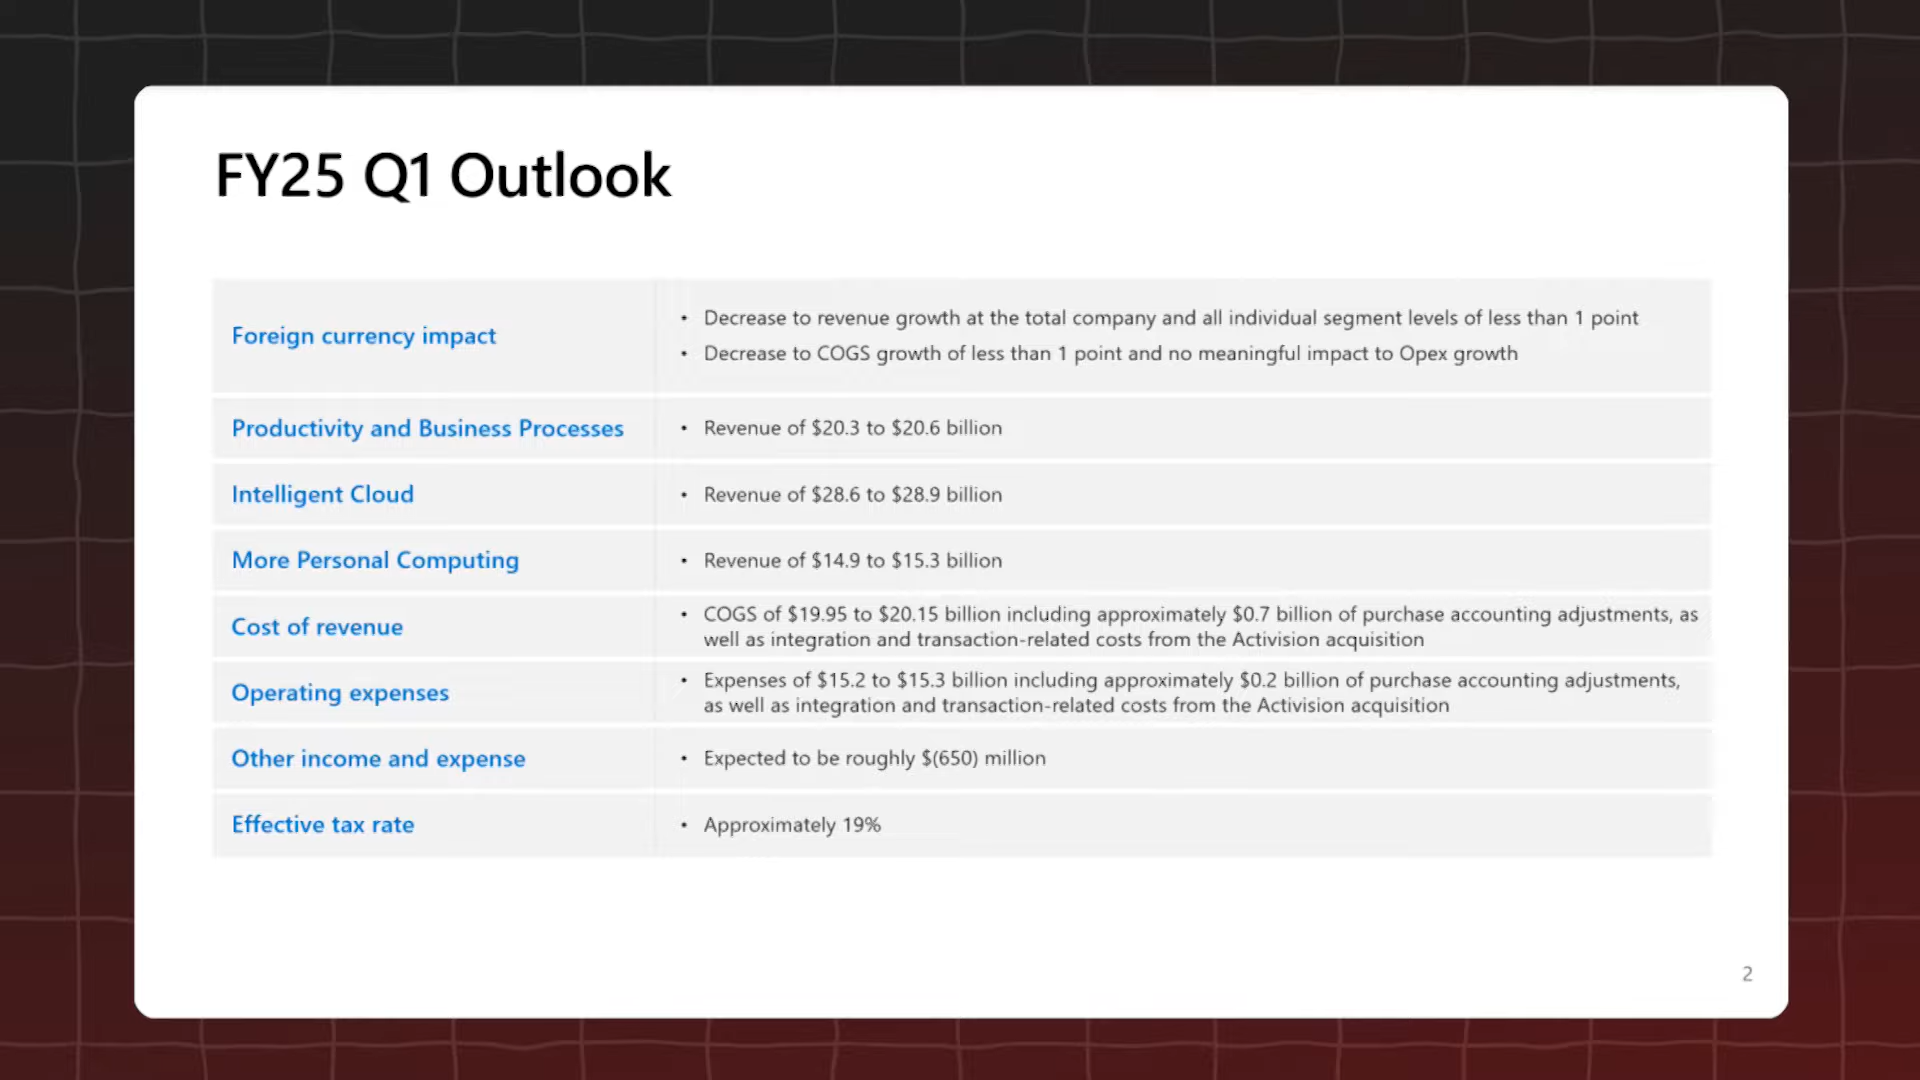 FY25 Q1 Outlook
Foreign currency impact
• Decrease to revenue growth at the total company and all individual segment levels of less than 1 point
• Decrease to COGS growth of less than 1 point and no meaningful impact to Opex growth
Productivity and Business Processes
• Revenue of $20.3 to $20.6 billion
Intelligent Cloud
• Revenue of $28.6 to $28.9 billion
More Personal Computing
• Revenue of $14.9 to $15.3 billion
Cost of revenue
• COGS of $19.95 to $20.15 billion including approximately $0.7 billion of purchase accounting adjustments, as
well as integration and transaction-related costs from the Activision acquisition
Operating expenses
• Expenses of $15.2 to $15.3 billion including approximately $0.2 billion of purchase accounting adjustments,
as well as integration and transaction-related costs from the Activision acquisition
Other income and expense
• Expected to be roughly $(650) million
Effective tax rate
• Approximately 19%
2